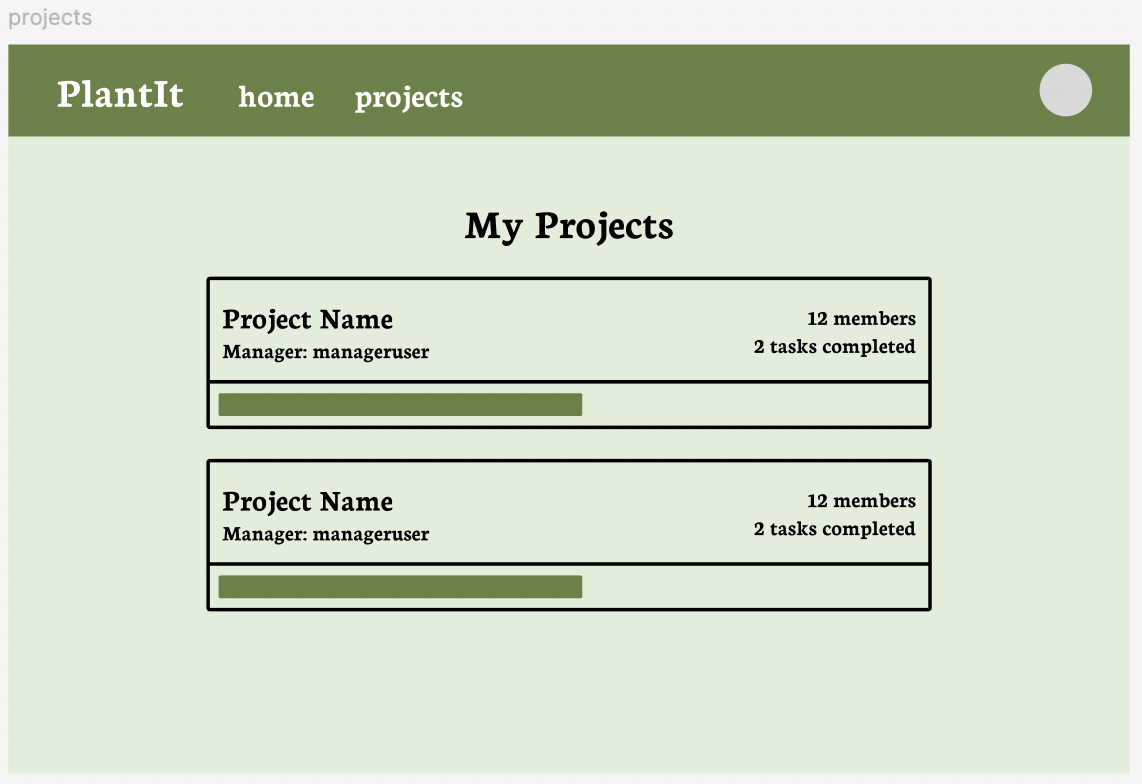 projects
PlantIt home projects
My Projects
Project Name
Manager: manageruser
12 members
2 tasks completed
Project Name
Manager: manageruser
12 members
2 tasks completed